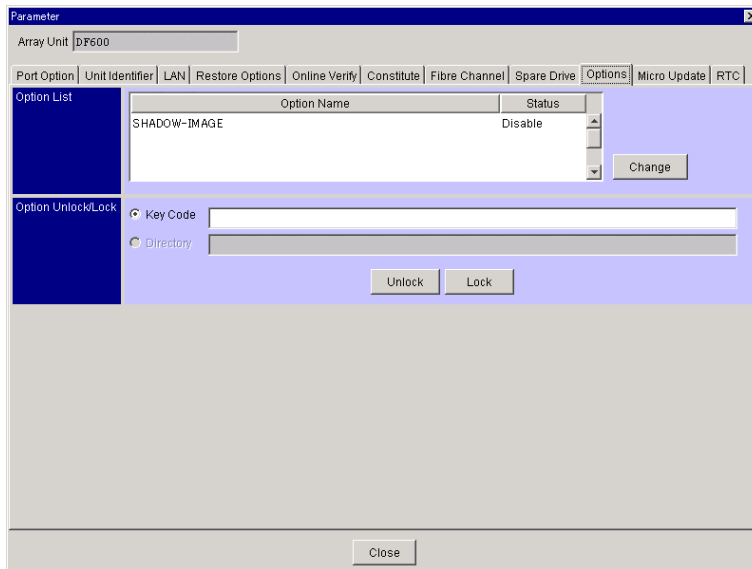 Parameter
Array Unit DF600
Port Option Unit Identifier LAN Restore Options Online Verify Constitute Fibre Channel Spare Drive Options Micro Update RTC
Option List
Option Name Status
SHADOW-IMAGE Disable
Change
Option Unlock/Lock
Key Code
Directory
Unlock Lock
Close